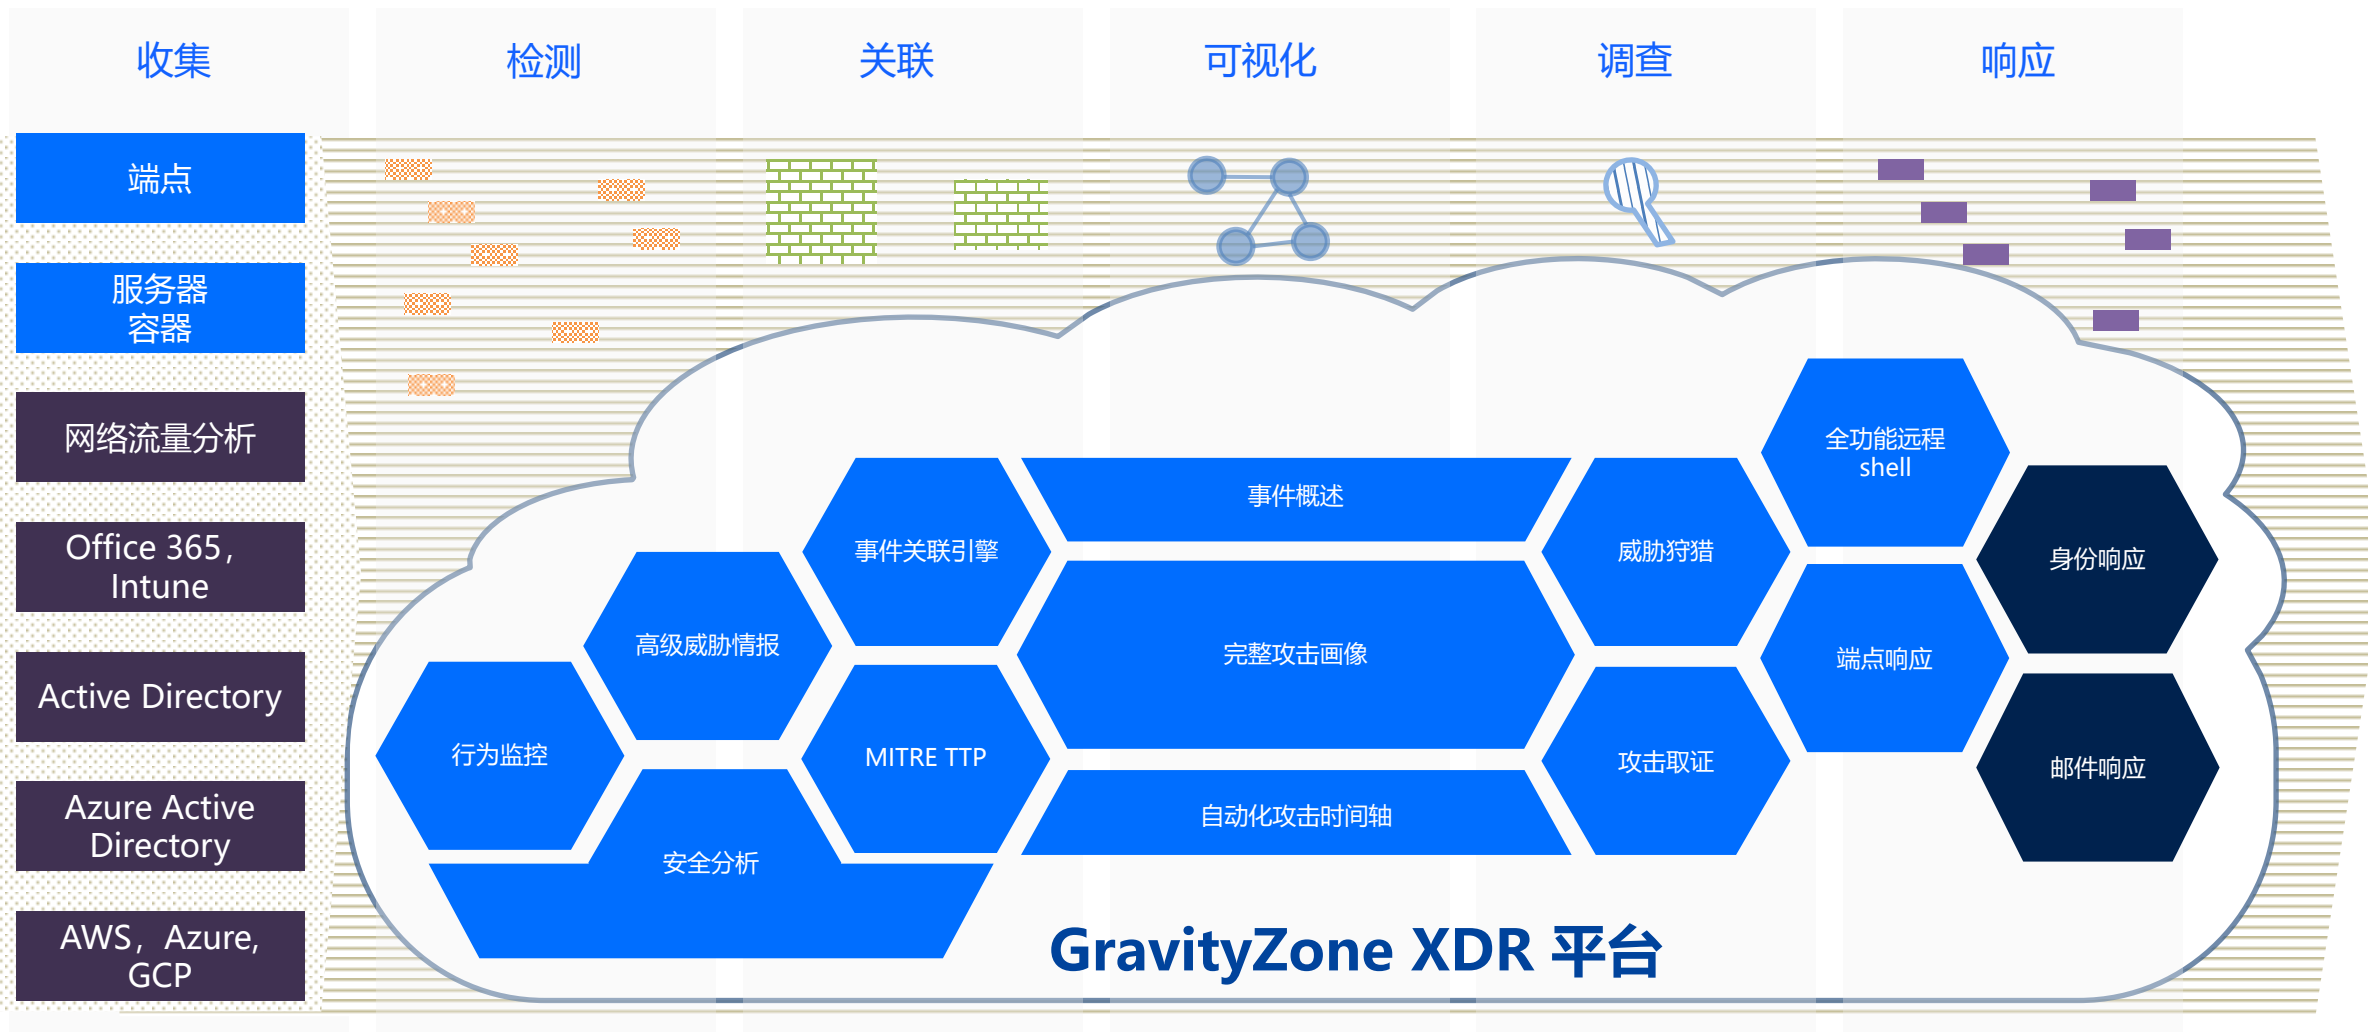 收集
检测
关联
可视化
调查
响应
端点
服务器
容器
网络流量分析
Office 365，
Intune
Active Directory
Azure Active
Directory
AWS，Azure,
GCP
行为监控
高级威胁情报
安全分析
事件关联引擎
MITRE TTP
事件概述
完整攻击画像
自动化攻击时间轴
威胁狩猎
攻击取证
全功能远程
shell
端点响应
身份响应
邮件响应
GravityZone XDR 平台